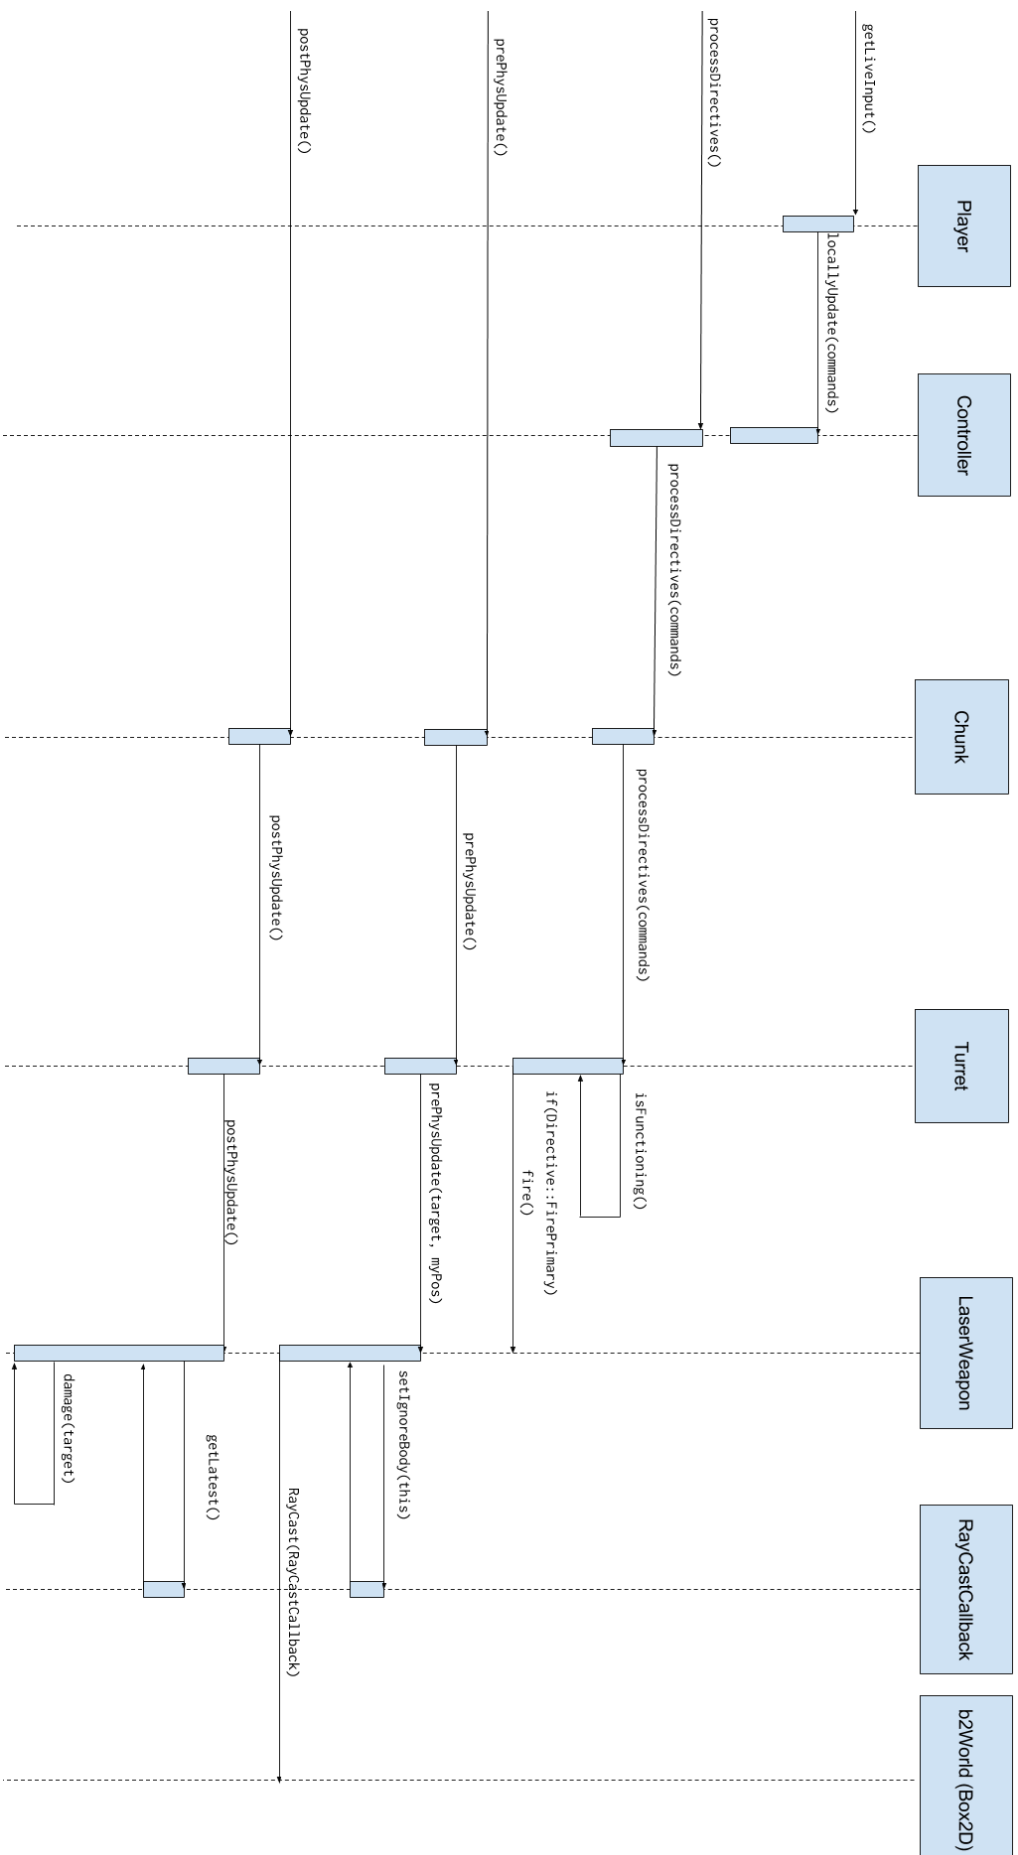 Player
Controller
Chunk
Turret
LaserWeapon
RayCastCallback
b2World (Box2D)
getLiveInput()
locallyUpdate(commands)
processDirectives()
processDirectives(commands)
processDirectives(commands)
isFunctioning()
if(Directive::FirePrimary)
fire()
prePhysUpdate()
prePhysUpdate()
prePhysUpdate(target, myPos)
setIgnoreBody(this)
RayCast(RayCastCallback)
postPhysUpdate()
postPhysUpdate()
postPhysUpdate()
getLatest()
damage(target)